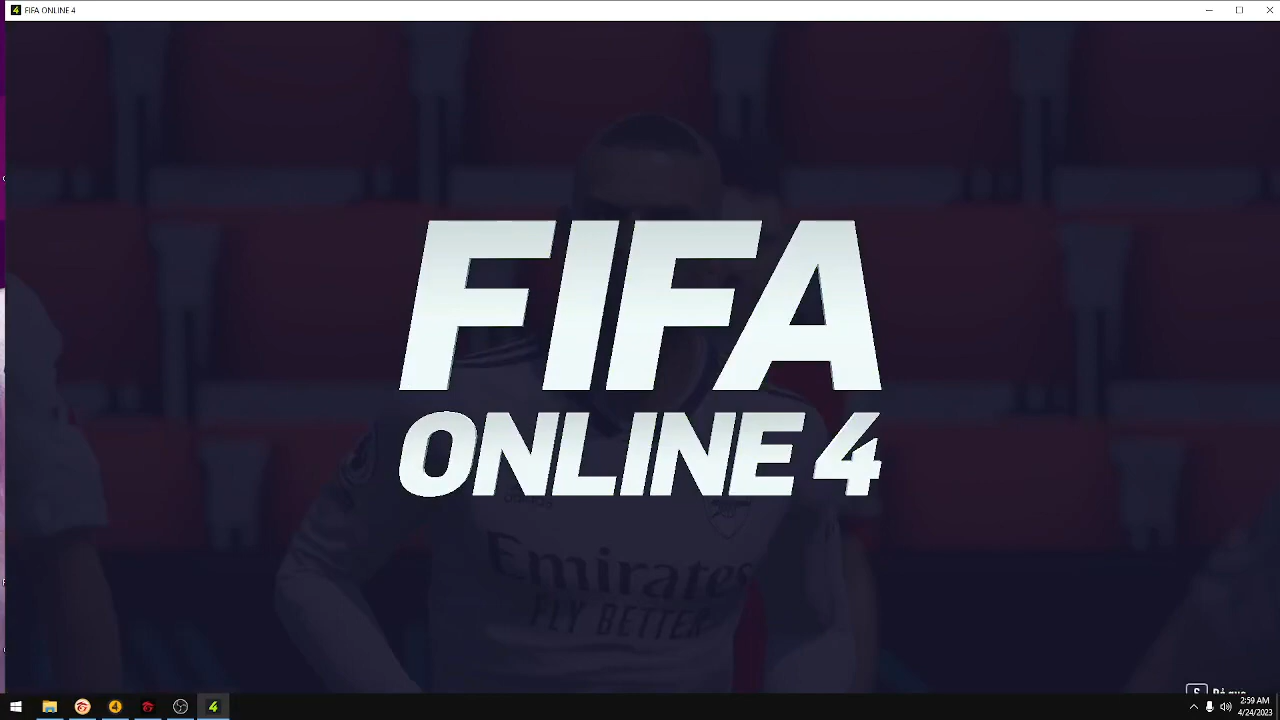 FIFA ONLINE 4
FIFA
ONLINE 4
Emirates
FLY BETTER
S
2:59 AM
4/24/2023